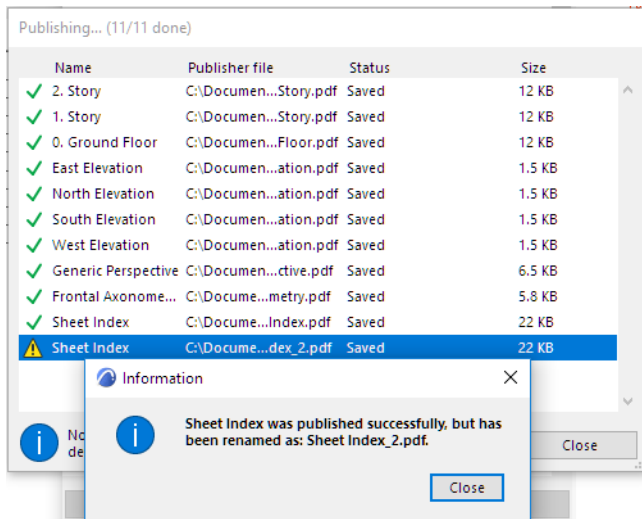 Publishing... (11/11 done)
Name Publisher file Status Size
2. Story C:\Documen...Story.pdf Saved 12 KB
1. Story C:\Documen...Story.pdf Saved 12 KB
0. Ground Floor C:\Documen...Floor.pdf Saved 12 KB
East Elevation C:\Documen...ation.pdf Saved 1.5 KB
North Elevation C:\Documen...ation.pdf Saved 1.5 KB
South Elevation C:\Documen...ation.pdf Saved 1.5 KB
West Elevation C:\Documen...ation.pdf Saved 1.5 KB
Generic Perspective C:\Documen...ctive.pdf Saved 6.5 KB
Frontal Axonome... C:\Docume...metry.pdf Saved 5.8 KB
Sheet Index C:\Docume...Index.pdf Saved 22 KB
Sheet Index C:\Docume...dex_2.pdf Saved 22 KB
Information
Sheet Index was published successfully, but has
been renamed as: Sheet Index_2.pdf.
Close
Close